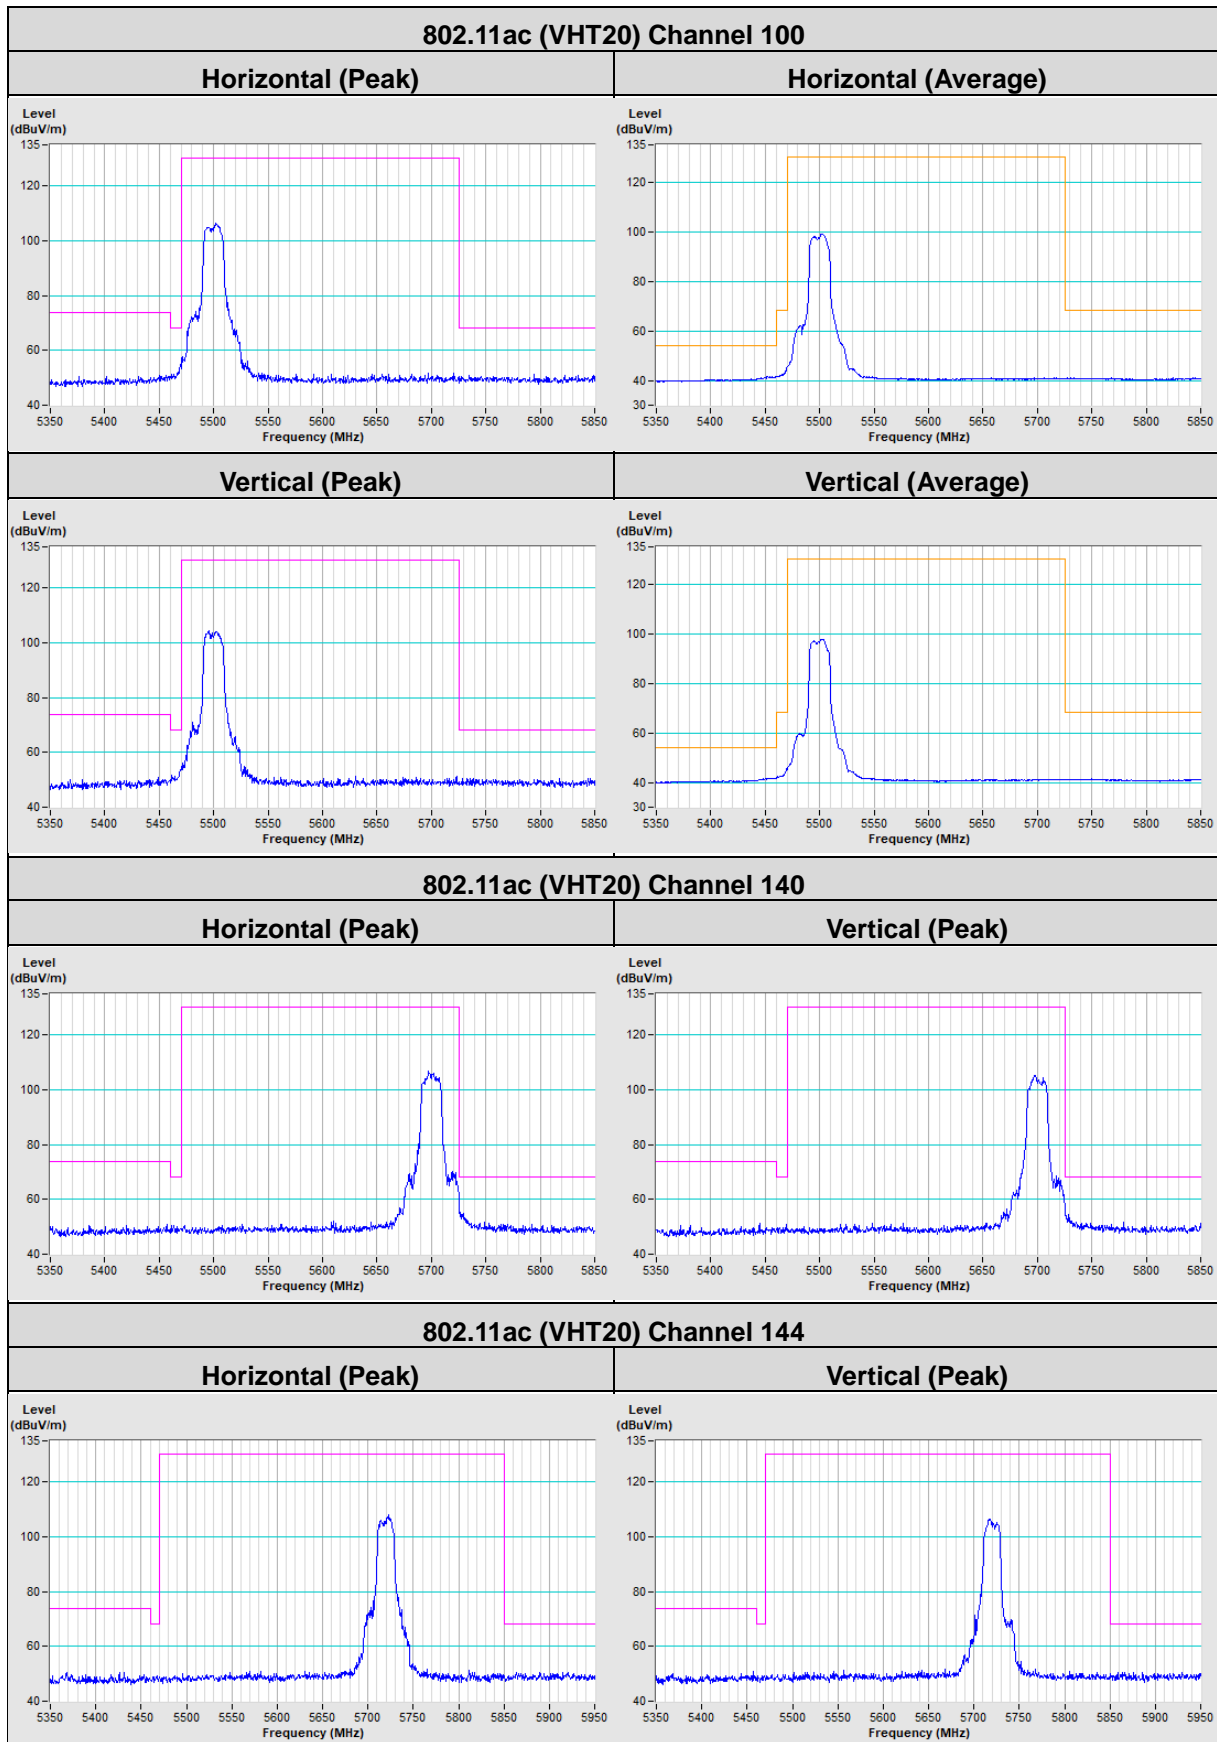 802.11ac (VHT20) Channel 100
Horizontal (Peak)
Horizontal (Average)
Level
(dBuV/m)
135
120
100
80
60
40
5350 5400 5450 5500 5550 5600 5650 5700 5750 5800 5850
Frequency (MHz)
Level
(dBuV/m)
135
120
100
80
60
40
30
5350 5400 5450 5500 5550 5600 5650 5700 5750 5800 5850
Frequency (MHz)
Vertical (Peak)
Vertical (Average)
Level
(dBuV/m)
135
120
100
80
60
40
5350 5400 5450 5500 5550 5600 5650 5700 5750 5800 5850
Frequency (MHz)
Level
(dBuV/m)
135
120
100
80
60
40
30
5350 5400 5450 5500 5550 5600 5650 5700 5750 5800 5850
Frequency (MHz)
802.11ac (VHT20) Channel 140
Horizontal (Peak)
Vertical (Peak)
Level
(dBuV/m)
135
120
100
80
60
40
5350 5400 5450 5500 5550 5600 5650 5700 5750 5800 5850
Frequency (MHz)
Level
(dBuV/m)
135
120
100
80
60
40
5350 5400 5450 5500 5550 5600 5650 5700 5750 5800 5850
Frequency (MHz)
802.11ac (VHT20) Channel 144
Horizontal (Peak)
Vertical (Peak)
Level
(dBuV/m)
135
120
100
80
60
40
5350 5400 5450 5500 5550 5600 5650 5700 5750 5800 5850 5900 5950
Frequency (MHz)
Level
(dBuV/m)
135
120
100
80
60
40
5350 5400 5450 5500 5550 5600 5650 5700 5750 5800 5850 5900 5950
Frequency (MHz)